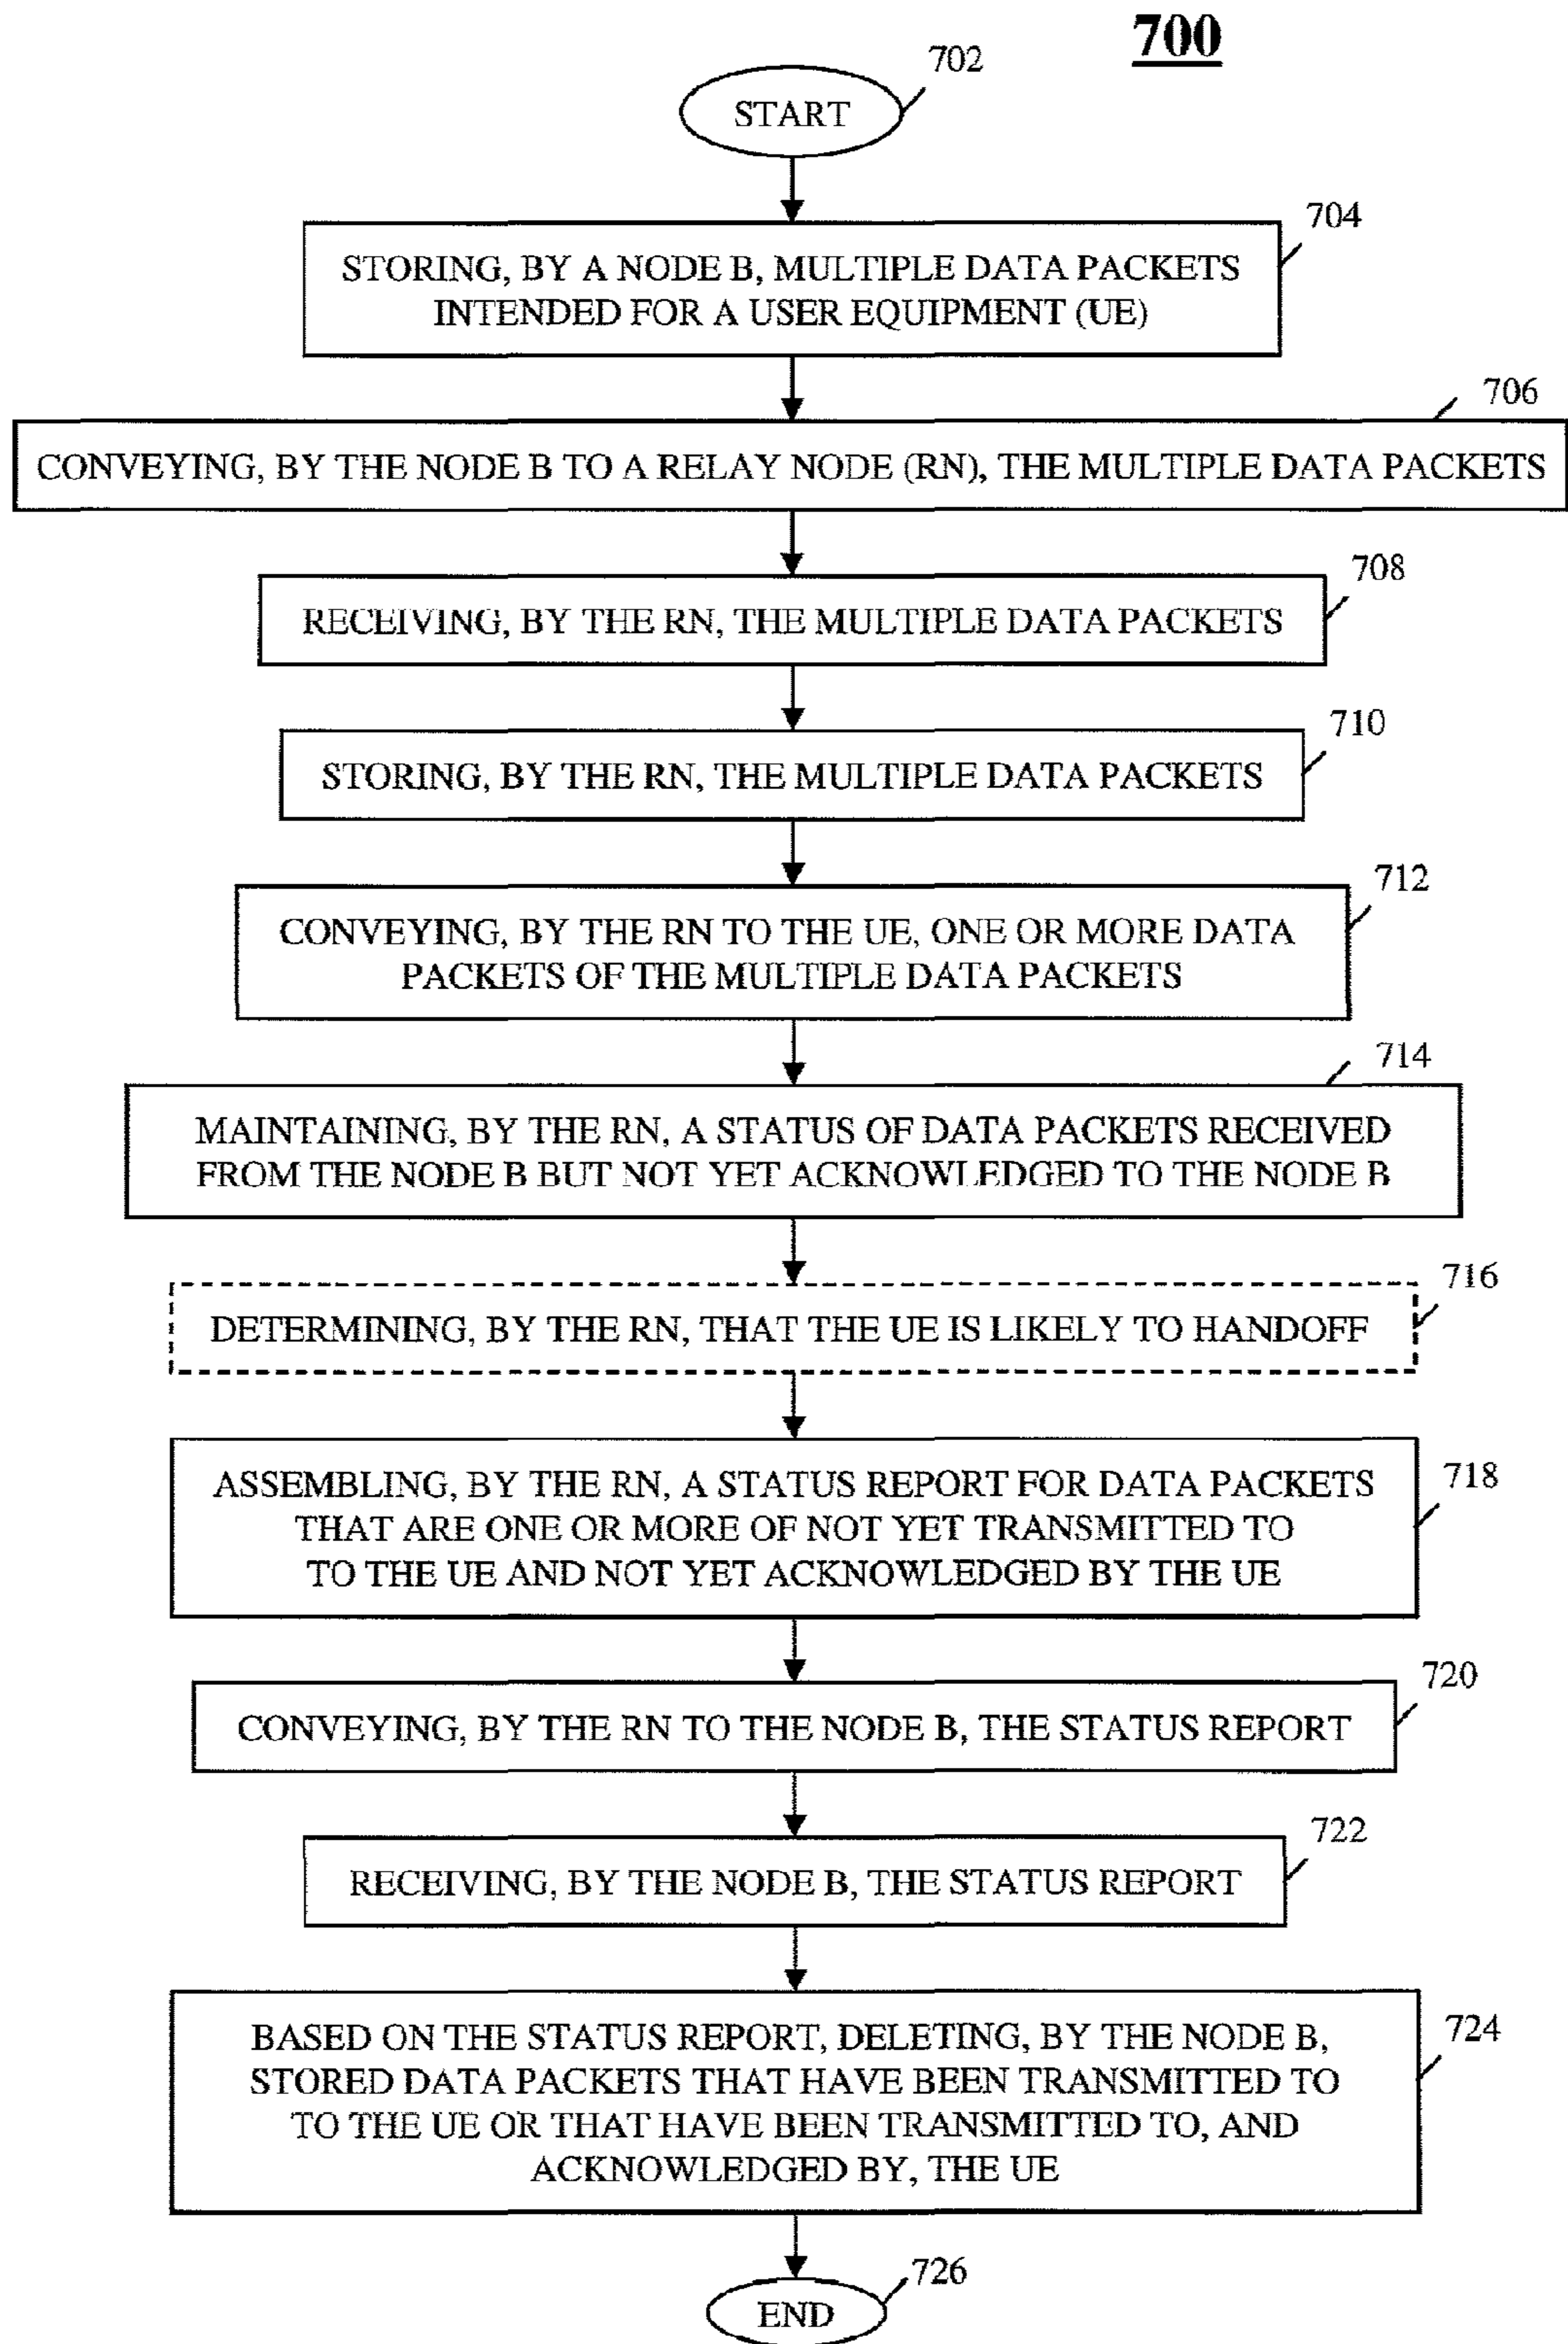 700
702
START
704
STORING, BY A NODE B, MULTIPLE DATA PACKETS
INTENDED FOR A USER EQUIPMENT (UE)
706
CONVEYING, BY THE NODE B TO A RELAY NODE (RN), THE MULTIPLE DATA PACKETS
708
RECEIVING, BY THE RN, THE MULTIPLE DATA PACKETS
710
STORING, BY THE RN, THE MULTIPLE DATA PACKETS
712
CONVEYING, BY THE RN TO THE UE, ONE OR MORE DATA
PACKETS OF THE MULTIPLE DATA PACKETS
714
MAINTAINING, BY THE RN, A STATUS OF DATA PACKETS RECEIVED
FROM THE NODE B BUT NOT YET ACKNOWLEDGED TO THE NODE B
716
DETERMINING, BY THE RN, THAT THE UE IS LIKELY TO HANDOFF
718
ASSEMBLING, BY THE RN, A STATUS REPORT FOR DATA PACKETS
THAT ARE ONE OR MORE OF NOT YET TRANSMITTED TO
TO THE UE AND NOT YET ACKNOWLEDGED BY THE UE
720
CONVEYING, BY THE RN TO THE NODE B, THE STATUS REPORT
722
RECEIVING, BY THE NODE B, THE STATUS REPORT
724
BASED ON THE STATUS REPORT, DELETING, BY THE NODE B,
STORED DATA PACKETS THAT HAVE BEEN TRANSMITTED TO
TO THE UE OR THAT HAVE BEEN TRANSMITTED TO, AND
ACKNOWLEDGED BY, THE UE
726
END